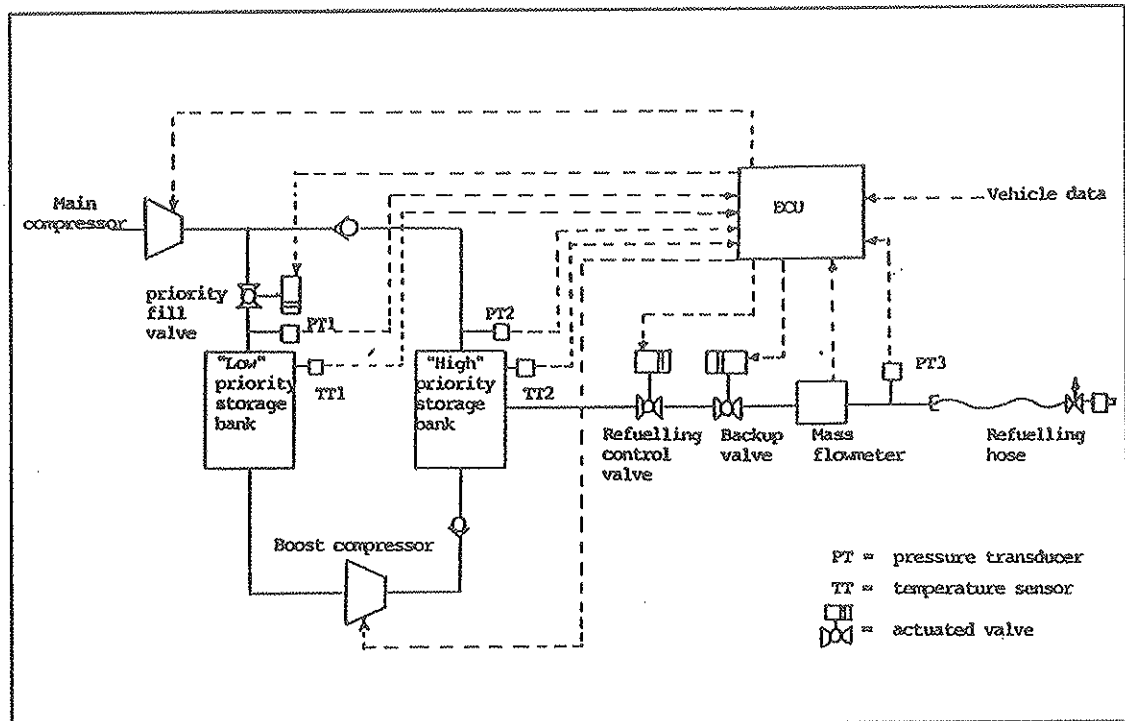 Main
compressor
ECU
Vehicle data
priority
fill
valve
PT1
PT2
PT3
"Low"
priority
storage
bank
TT1
"High"
priority
storage
bank
TT2
Refuelling
control
valve
Backup
valve
Mass
flowmeter
Refuelling
hose
Boost compressor
PT = pressure transducer
TT = temperature sensor
= actuated valve